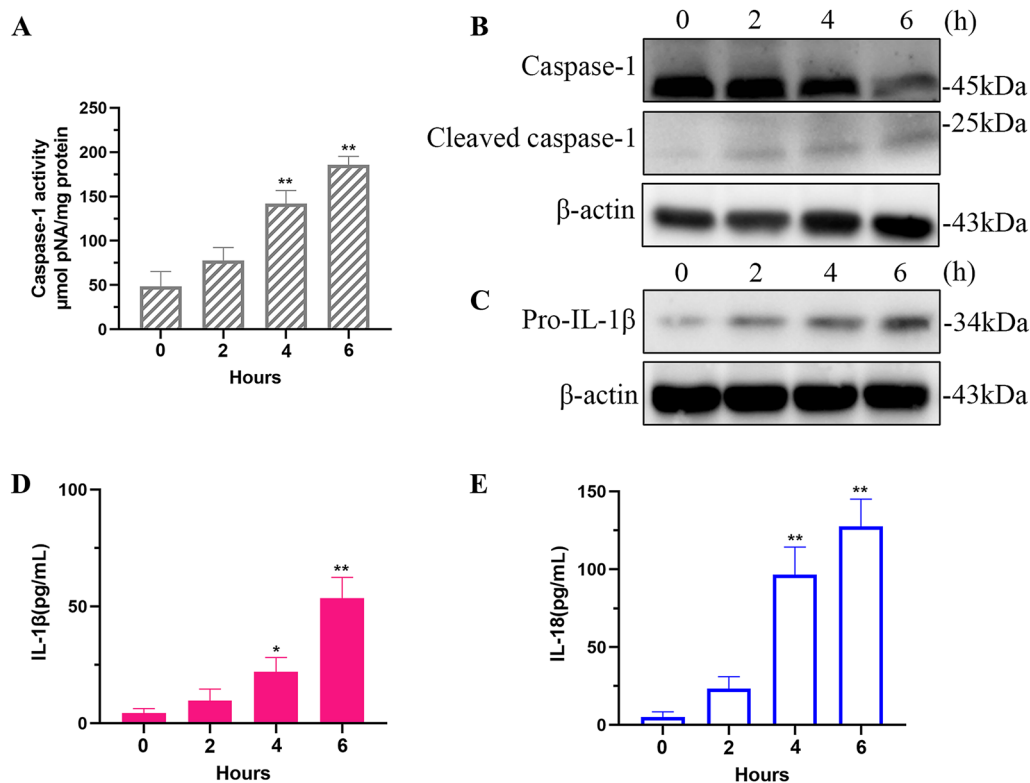 A
Caspase-1 activity
µmol pNA/mg protein
250
200
150
100
50
0
**
**
0 2 4 6
Hours
B
0 2 4 6 (h)
Caspase-1
-45kDa
-25kDa
Cleaved caspase-1
β-actin
-43kDa
C
0 2 4 6 (h)
Pro-IL-1β
-34kDa
β-actin
-43kDa
D
IL-1β(pg/mL)
100
50
0
*
**
0 2 4 6
Hours
E
IL-18(pg/mL)
150
100
50
0
**
**
0 2 4 6
Hours